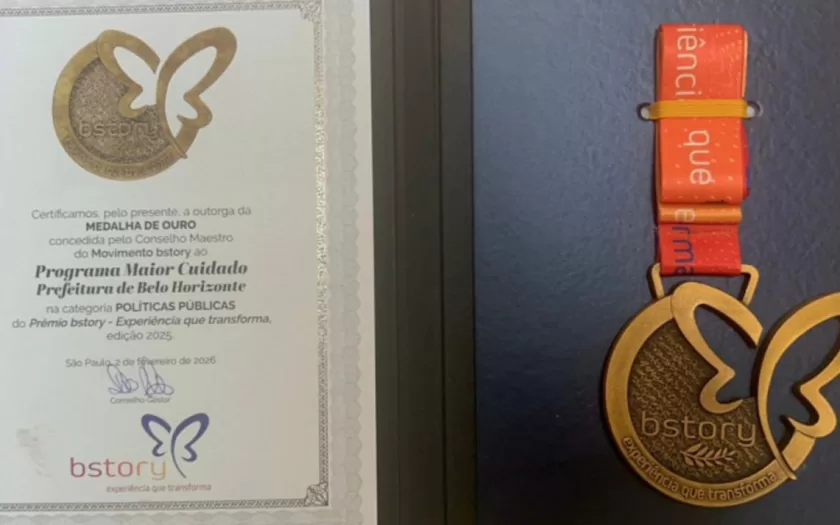 bstory
Certificamos, pelo presente, a outorga da
MEDALHA DE OURO
concedida pelo Conselho Maestro
do Movimento bstory ao
Programa Maior Cuidado
Prefeitura de Belo Horizonte
na categoria POLÍTICAS PÚBLICAS
do Prêmio bstory - Experiência que transforma,
edição 2025.
São Paulo, 2 de fevereiro de 2026
Conselho Gestor
bstory
experiência que transforma
iênci
qué
erma
bstory
experiência que transforma